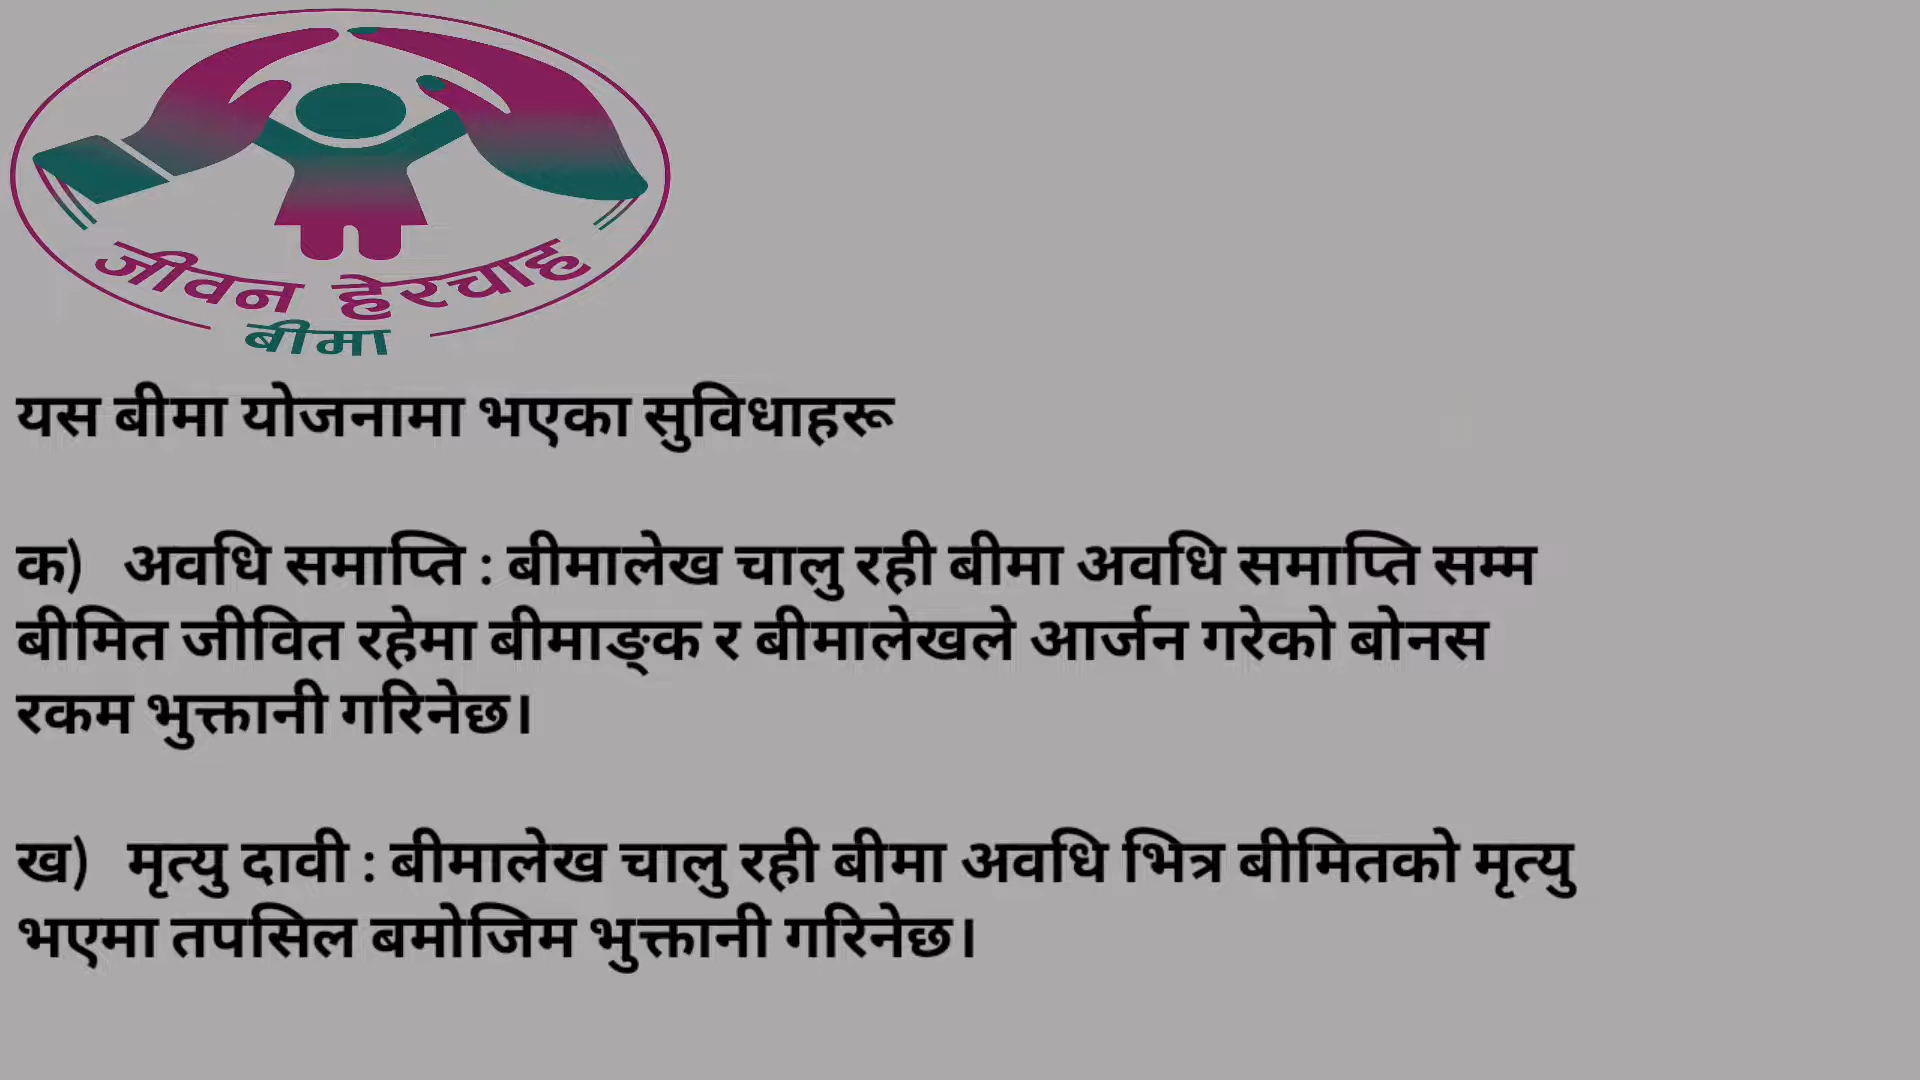 जीवन हेरचाह
बीमा
यस बीमा योजनामा भएका सुविधाहरू
क) अवधि समाप्ति : बीमालेख चालु रही बीमा अवधि समाप्ति सम्म
बीमित जीवित रहेमा बीमाङ्क र बीमालेखले आर्जन गरेको बोनस
रकम भुक्तानी गरिनेछ।
ख) मृत्यु दावी : बीमालेख चालु रही बीमा अवधि भित्र बीमितको मृत्यु
भएमा तपसिल बमोजिम भुक्तानी गरिनेछ।